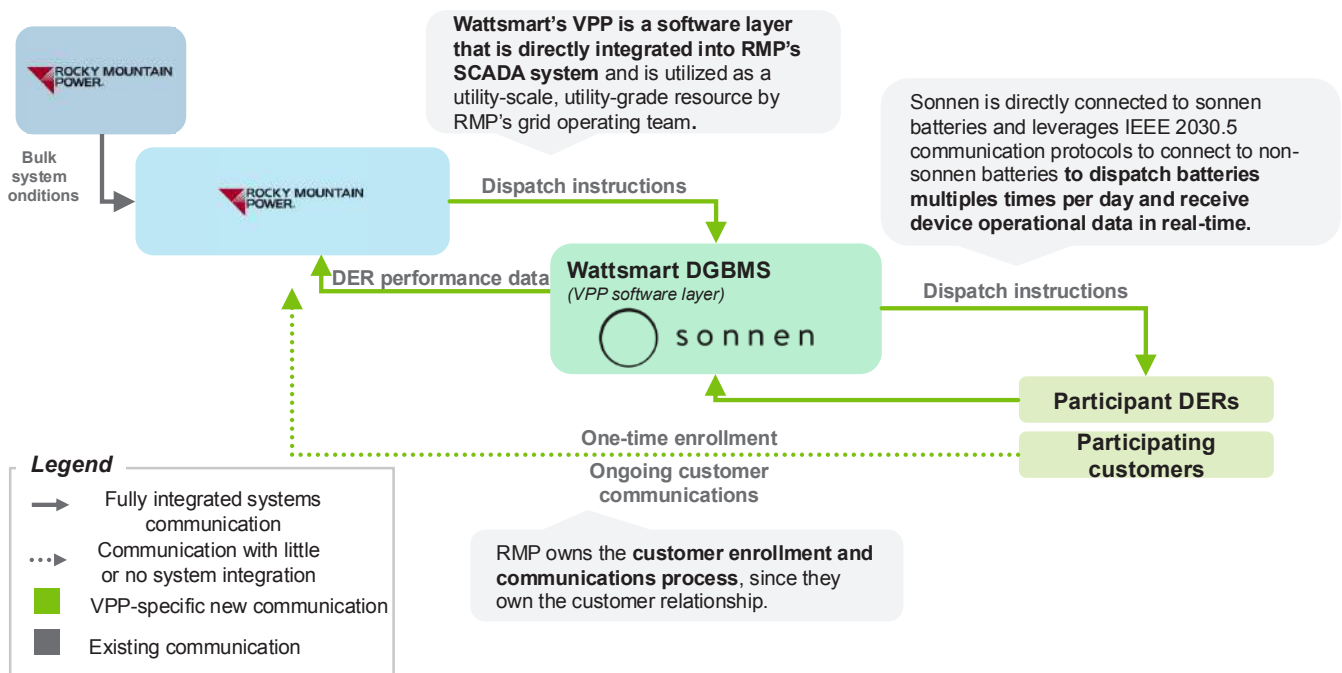 ROCKY MOUNTAIN
POWER.
Bulk
system
onditions
Wattsmart's VPP is a software layer
that is directly integrated into RMP's
SCADA system and is utilized as a
utility-scale, utility-grade resource by
RMP's grid operating team.
Sonnen is directly connected to sonnen
batteries and leverages IEEE 2030.5
communication protocols to connect to non-
sonnen batteries to dispatch batteries
multiples times per day and receive
device operational data in real-time.
ROCKY MOUNTAIN
POWER.
Dispatch instructions
DER performance data
Wattsmart DGBMS
(VPP software layer)
sonnen
Dispatch instructions
Participant DERs
Participating
customers
One-time enrollment
Ongoing customer
communications
RMP owns the customer enrollment and
communications process, since they
own the customer relationship.
Legend
Fully integrated systems
communication
Communication with little
or no system integration
VPP-specific new communication
Existing communication